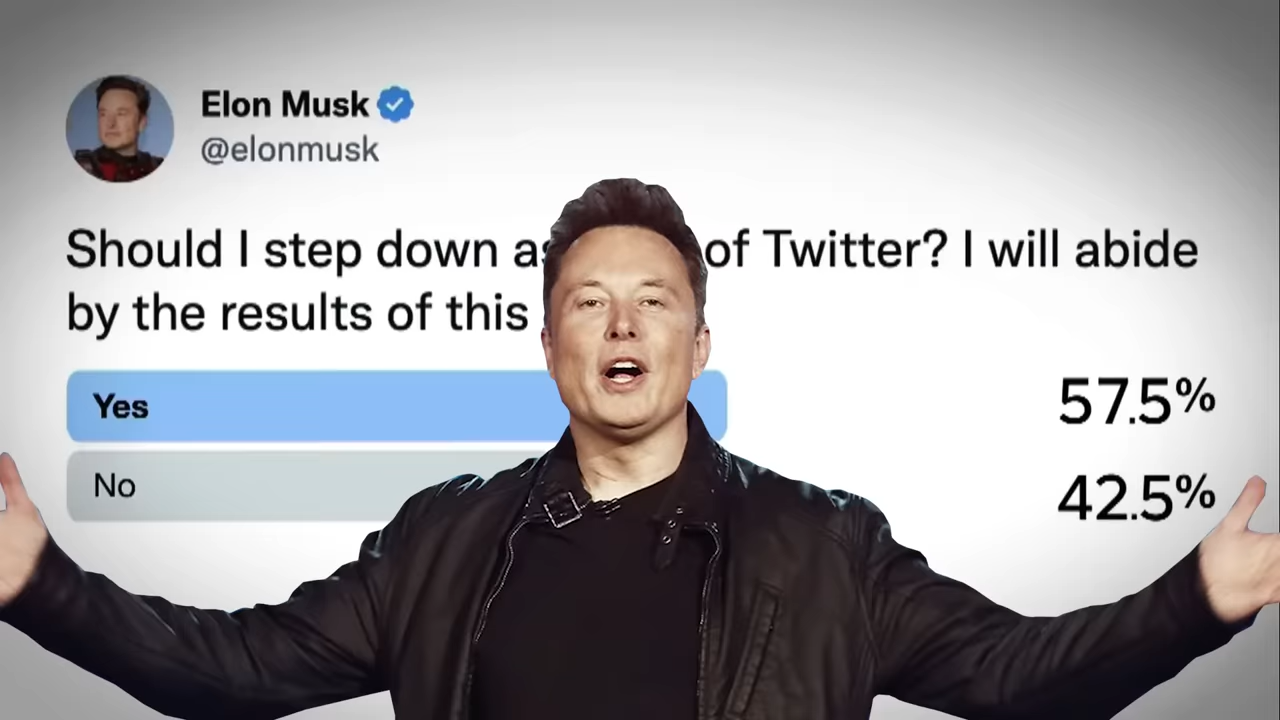 Elon Musk
@elonmusk
Should I step down as of Twitter? I will abide
by the results of this
Yes 57.5%
No 42.5%